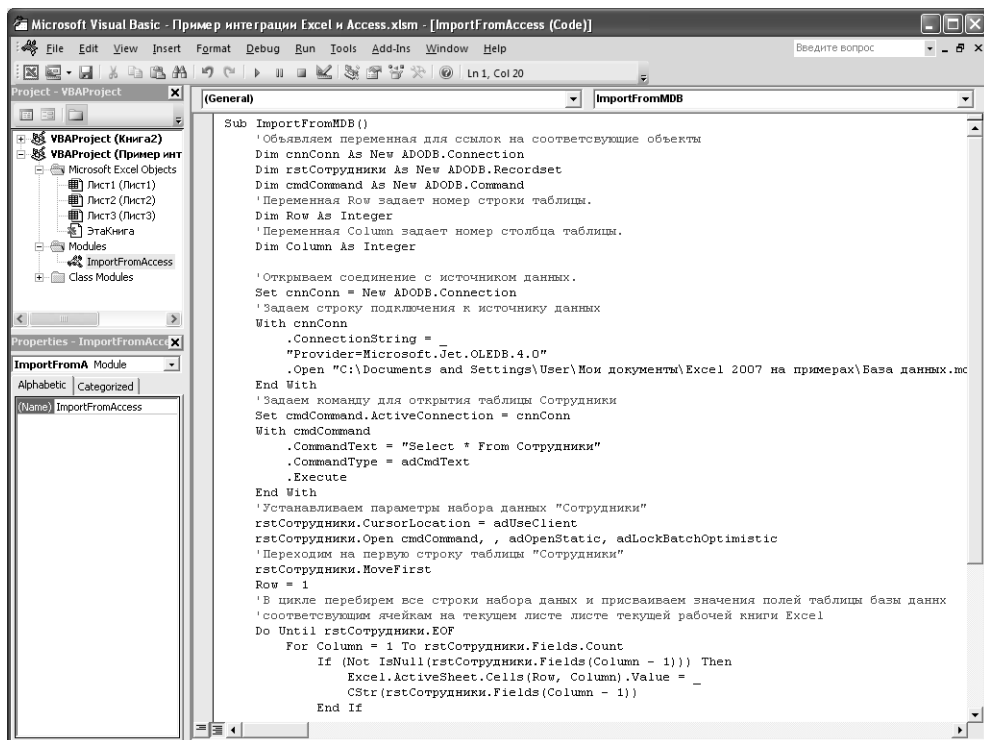 Microsoft Visual Basic - Пример интеграции Excel и Access.xlsm - [ImportFromAccess (Code)]
File Edit View Insert Format Debug Run Tools Add-Ins Window Help
Введите вопрос
Ln 1, Col 20
Project - VBAProject
VBAProject (Книга2)
VBAProject (Пример инт
Microsoft Excel Objects
Лист1 (Лист1)
Лист2 (Лист2)
Лист3 (Лист3)
ЭтаКнига
Modules
ImportFromAccess
Class Modules
Properties - ImportFromAcce
ImportFromA Module
Alphabetic Categorized
(Name) ImportFromAccess
(General)
ImportFromMDB
Sub ImportFromMDB()
'Объявляем переменная для ссылок на соответсвующие объекты
Dim cnnConn As New ADODB.Connection
Dim rstСотрудники As New ADODB.Recordset
Dim cmdCommand As New ADODB.Command
'Переменная Row задает номер строки таблицы.
Dim Row As Integer
'Переменная Column задает номер столбца таблицы.
Dim Column As Integer
'Открываем соединение с источником данных.
Set cnnConn = New ADODB.Connection
'Задаем строку подключения к источнику данных
With cnnConn
.ConnectionString = _
"Provider=Microsoft.Jet.OLEDB.4.0"
.Open "C:\Documents and Settings\User\Мои документы\Excel 2007 на примерах\База данных.mc
End With
'Задаем команду для открытия таблицы Сотрудники
Set cmdCommand.ActiveConnection = cnnConn
With cmdCommand
.CommandText = "Select * From Сотрудники"
.CommandType = adCmdText
.Execute
End With
'Устанавливаем параметры набора данных "Сотрудники"
rstСотрудники.CursorLocation = adUseClient
rstСотрудники.Open cmdCommand, , adOpenStatic, adLockBatchOptimistic
'Переходим на первую строку таблицы "Сотрудники"
rstСотрудники.MoveFirst
Row = 1
'В цикле перебирем все строки набора даных и присваиваем значения полей таблицы базы даннх
'соответсвующим ячейкам на текущем листе листе текущей рабочей книги Excel
Do Until rstСотрудники.EOF
For Column = 1 To rstСотрудники.Fields.Count
If (Not IsNull(rstСотрудники.Fields(Column - 1))) Then
Excel.ActiveSheet.Cells(Row, Column).Value = _
CStr(rstСотрудники.Fields(Column - 1))
End If